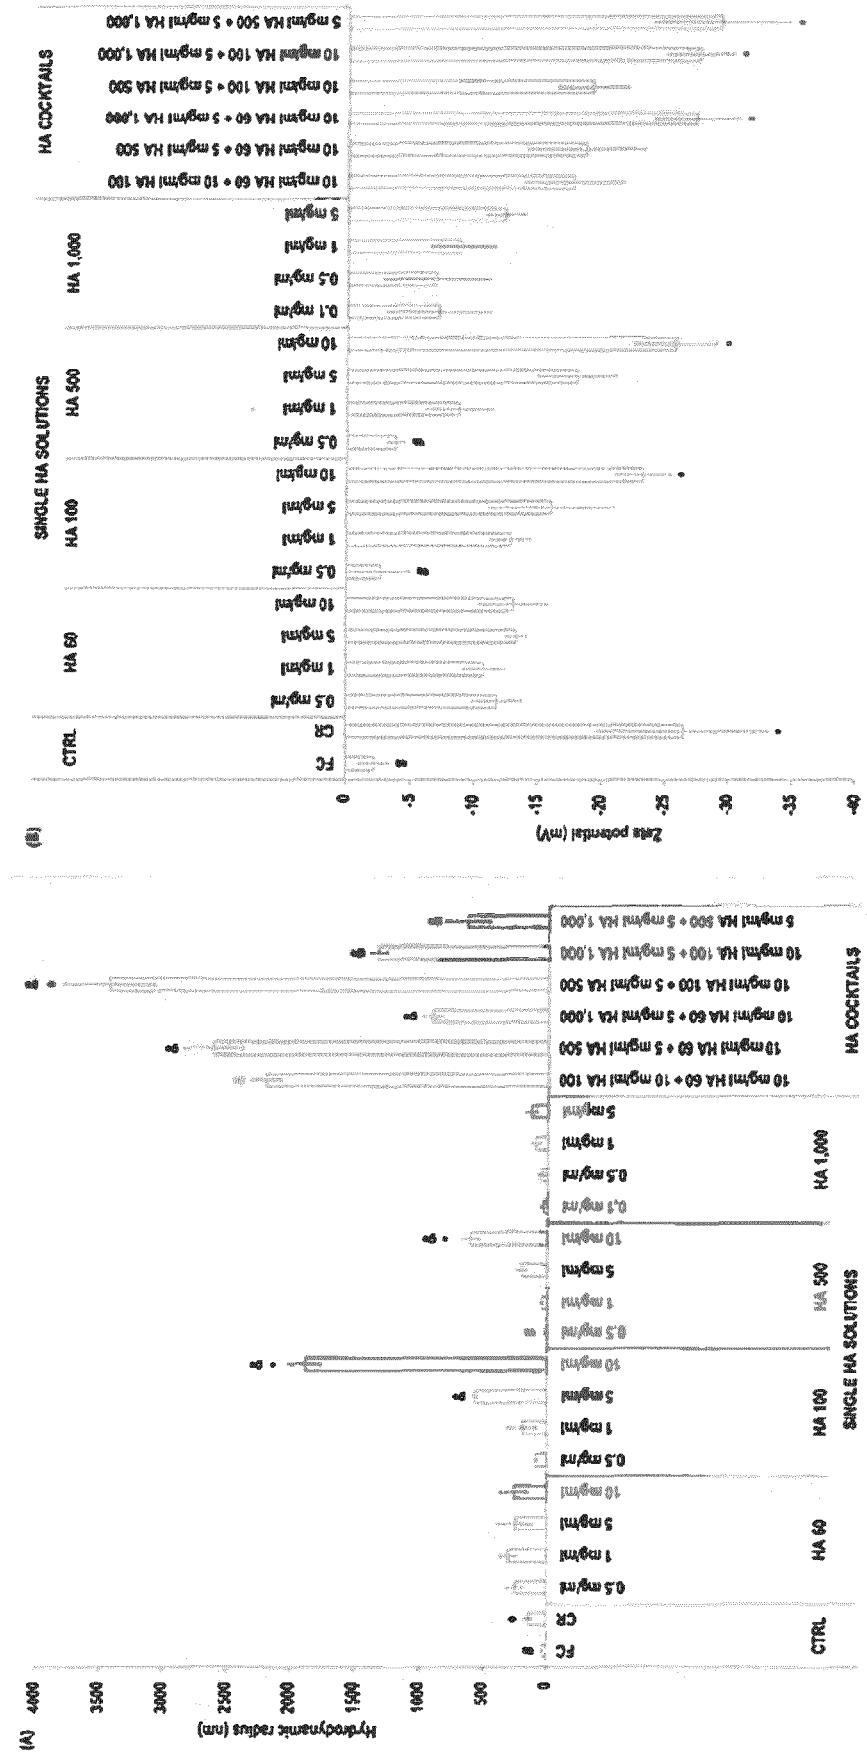 (A)
Hydrodynamic radius (nm)
4000
3500
3000
2500
2000
1500
1000
500
0
FC
CR
0.5 mg/ml
1 mg/ml
5 mg/ml
10 mg/ml
0.5 mg/ml
1 mg/ml
5 mg/ml
10 mg/ml
0.5 mg/ml
1 mg/ml
5 mg/ml
10 mg/ml
0.1 mg/ml
0.5 mg/ml
1 mg/ml
5 mg/ml
10 mg/ml HA 60 + 10 mg/ml HA 100
10 mg/ml HA 60 + 5 mg/ml HA 500
10 mg/ml HA 60 + 5 mg/ml HA 1,000
10 mg/ml HA 100 + 5 mg/ml HA 500
10 mg/ml HA 100 + 5 mg/ml HA 1,000
5 mg/ml HA 500 + 5 mg/ml HA 1,000
CTRL
HA 60
HA 100
HA 500
HA 1,000
HA COCKTAILS
SINGLE HA SOLUTIONS
(B)
SINGLE HA SOLUTIONS
HA COCKTAILS
CTRL
HA 60
HA 100
HA 500
HA 1,000
FC
CR
0.5 mg/ml
1 mg/ml
5 mg/ml
10 mg/ml
0.5 mg/ml
1 mg/ml
5 mg/ml
10 mg/ml
0.5 mg/ml
1 mg/ml
5 mg/ml
10 mg/ml
0.1 mg/ml
0.5 mg/ml
1 mg/ml
5 mg/ml
10 mg/ml HA 60 + 10 mg/ml HA 100
10 mg/ml HA 60 + 5 mg/ml HA 500
10 mg/ml HA 60 + 5 mg/ml HA 1,000
10 mg/ml HA 100 + 5 mg/ml HA 500
10 mg/ml HA 100 + 5 mg/ml HA 1,000
5 mg/ml HA 500 + 5 mg/ml HA 1,000
Zeta potential (mV)
0
-5
-10
-15
-20
-25
-30
-35
-40